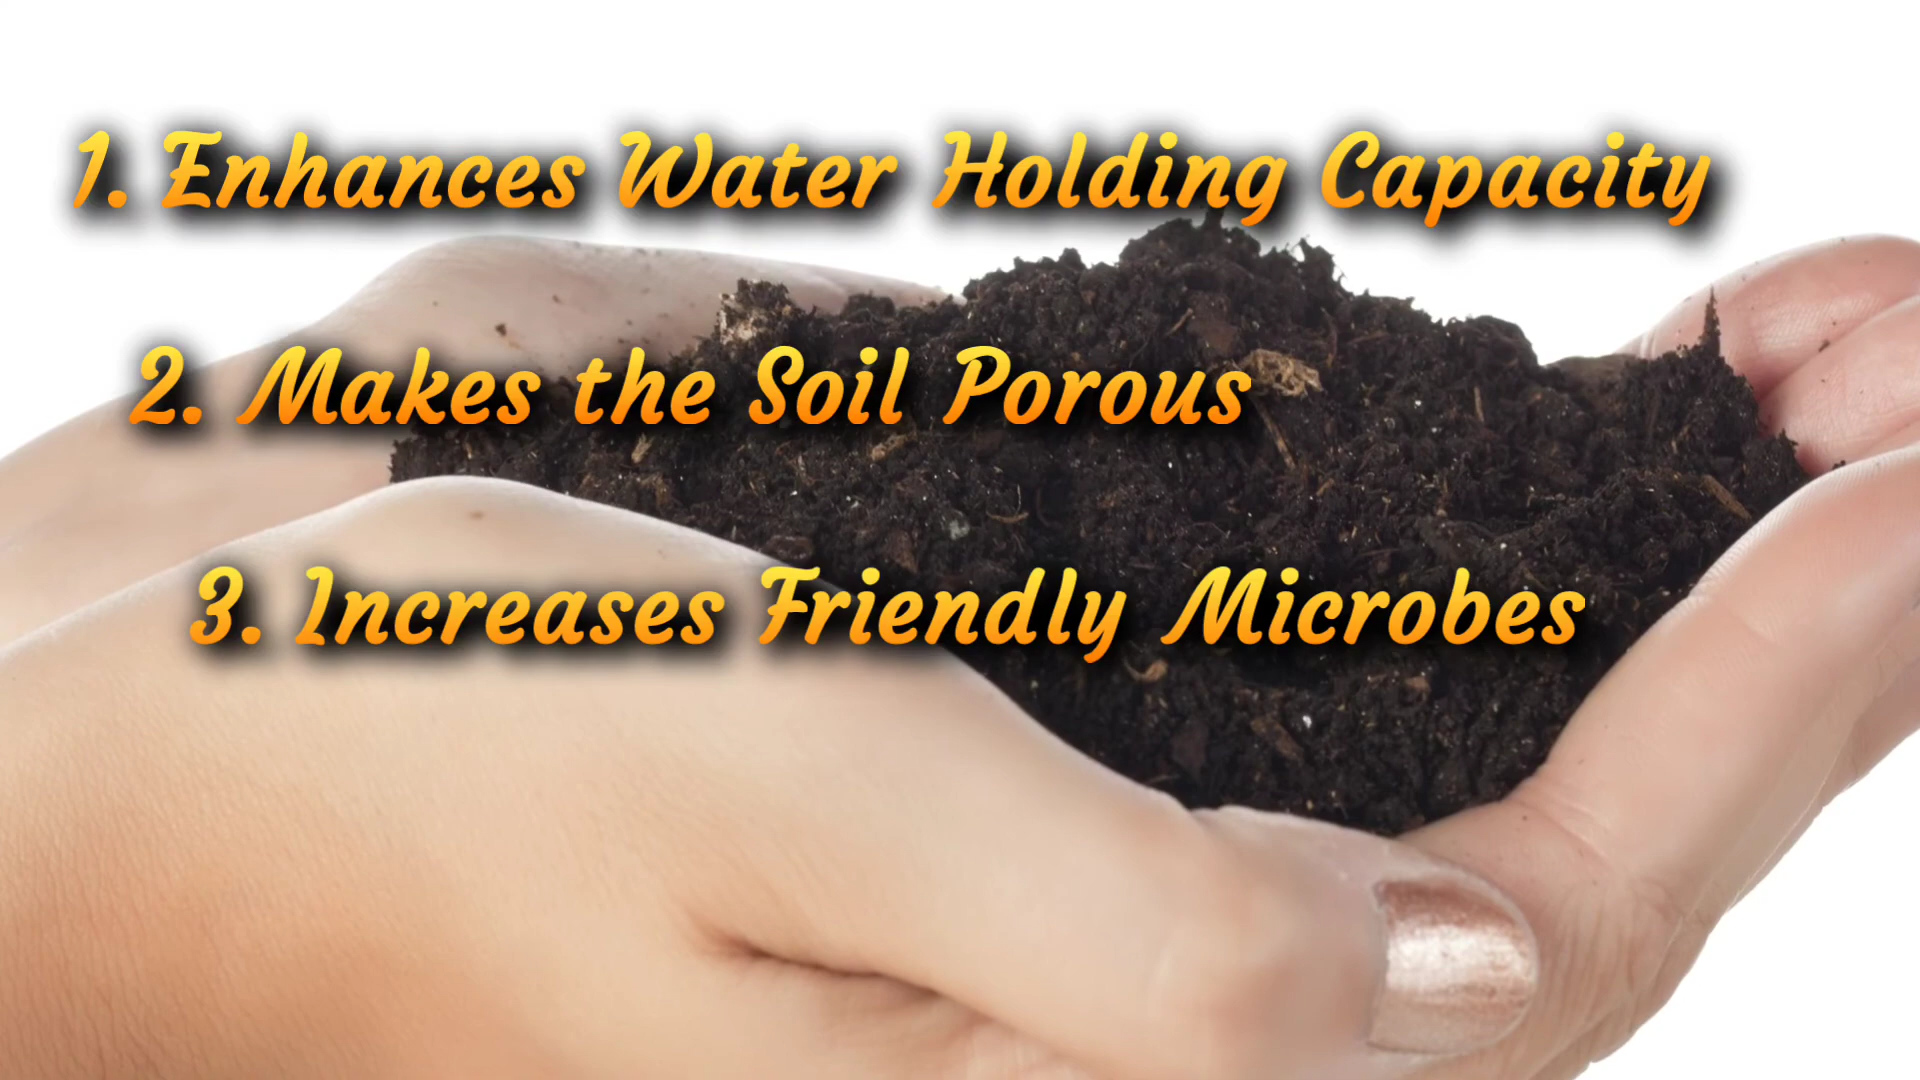 1. Enhances Water Holding Capacity
2. Makes the Soil Porous
3. Increases Friendly Microbes